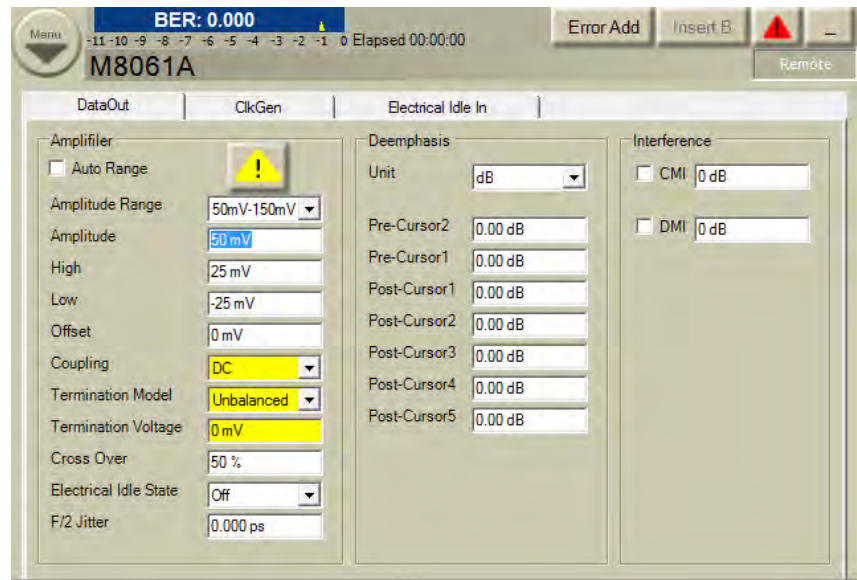 Menu
BER: 0.000
-11 -10 -9 -8 -7 -6 -5 -4 -3 -2 -1 0 Elapsed 00:00:00
Error Add
Insert B
_
M8061A
Remote
DataOut
ClkGen
Electrical Idle In
Amplifiler
Auto Range
!
Amplitude Range 50mV-150mV
Amplitude 50 mV
High 25 mV
Low -25 mV
Offset 0 mV
Coupling DC
Termination Model Unbalanced
Termination Voltage 0 mV
Cross Over 50 %
Electrical Idle State Off
F/2 Jitter 0.000 ps
Deemphasis
Unit dB
Pre-Cursor2 0.00 dB
Pre-Cursor1 0.00 dB
Post-Cursor1 0.00 dB
Post-Cursor2 0.00 dB
Post-Cursor3 0.00 dB
Post-Cursor4 0.00 dB
Post-Cursor5 0.00 dB
Interference
CMI 0 dB
DMI 0 dB